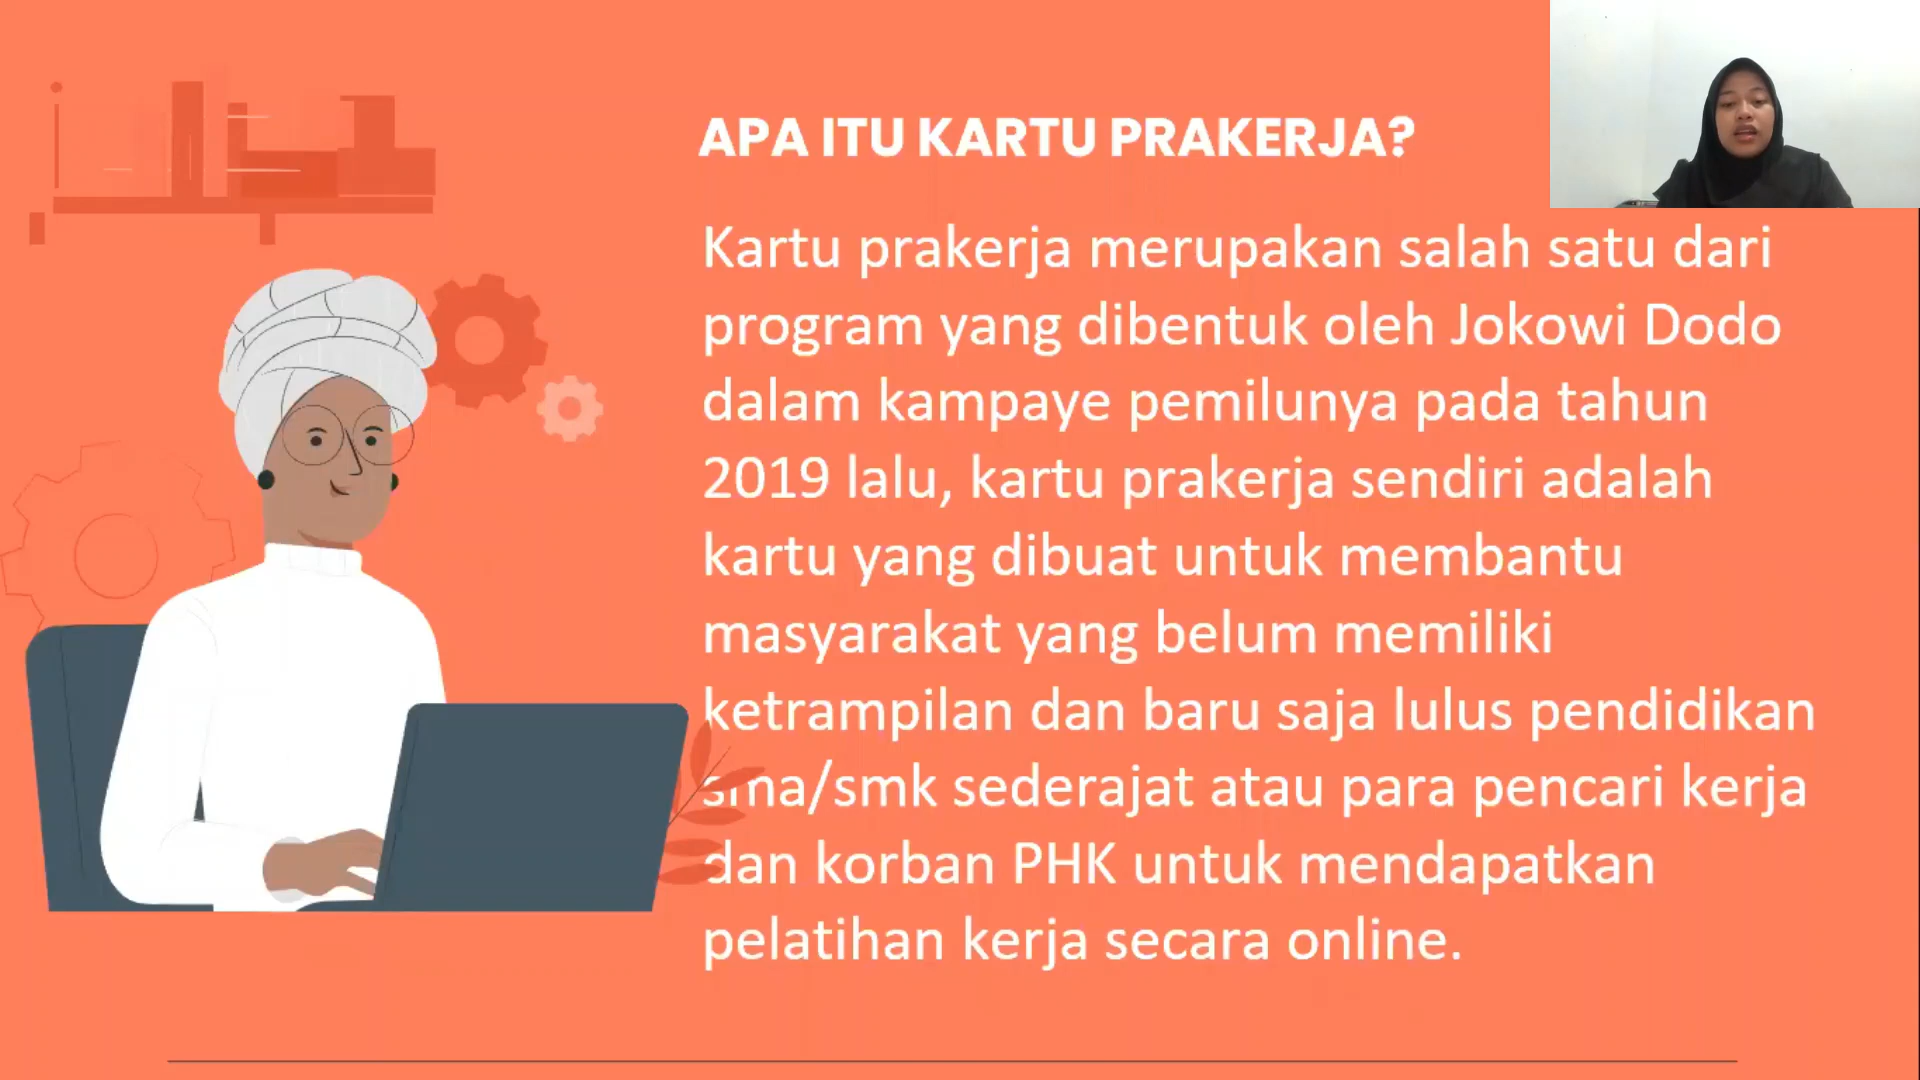 APA ITU KARTU PRAKERJA?
Kartu prakerja merupakan salah satu dari
program yang dibentuk oleh Jokowi Dodo
dalam kampaye pemilunya pada tahun
2019 lalu, kartu prakerja sendiri adalah
kartu yang dibuat untuk membantu
masyarakat yang belum memiliki
ketrampilan dan baru saja lulus pendidikan
sma/smk sederajat atau para pencari kerja
dan korban PHK untuk mendapatkan
pelatihan kerja secara online.